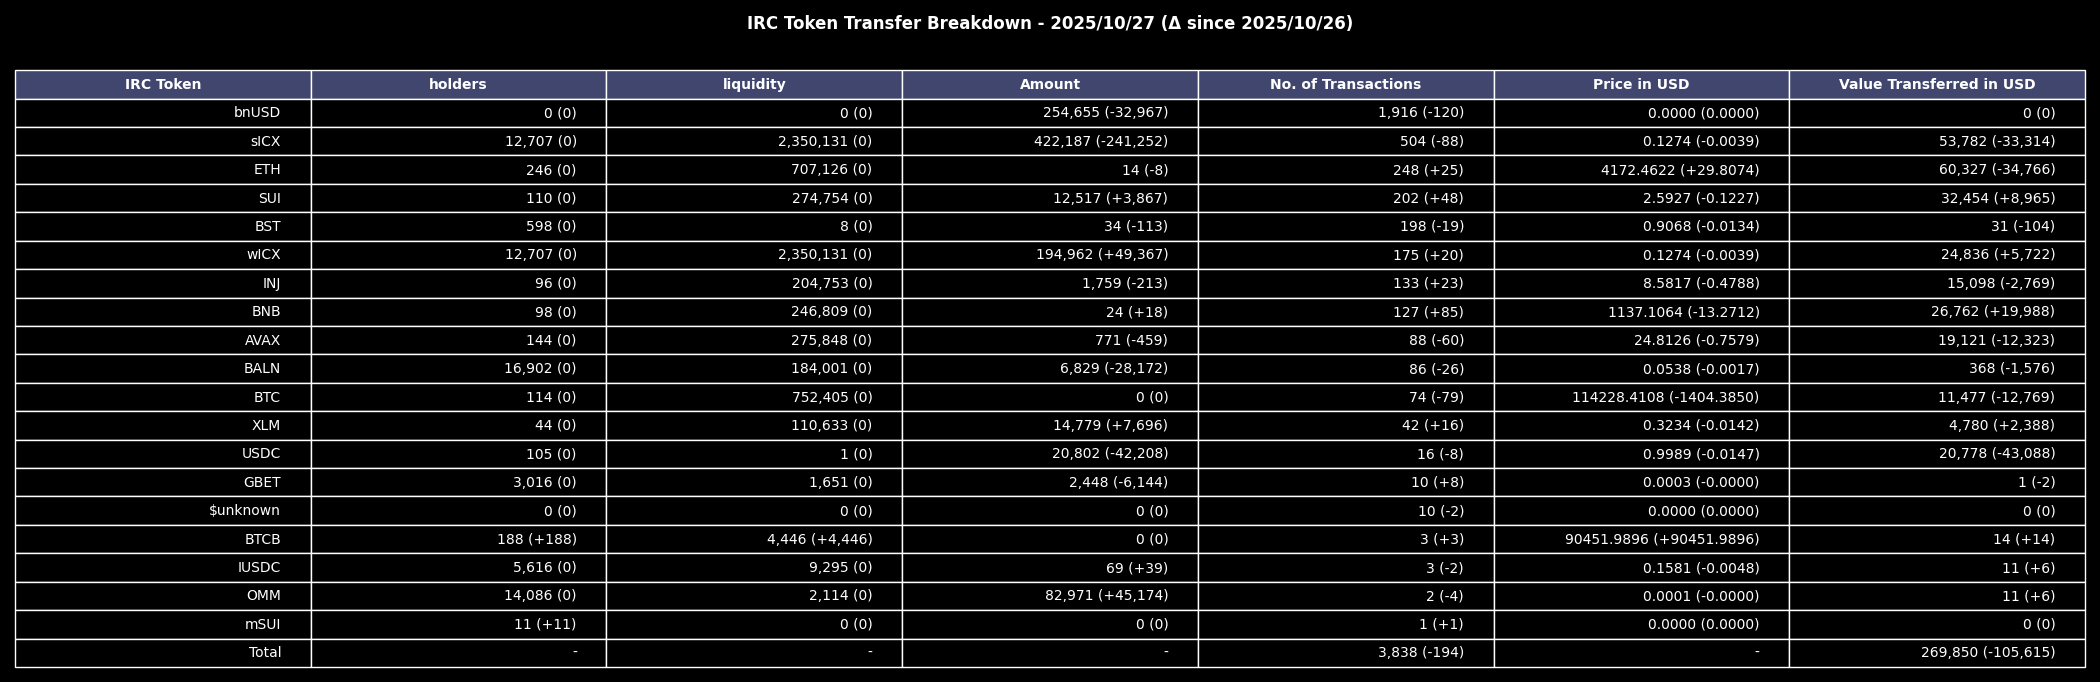 IRC Token Transfer Breakdown - 2025/10/27 (Δ since 2025/10/26)
IRC Token holders liquidity Amount No. of Transactions Price in USD Value Transferred in USD
bnUSD 0 (0) 0 (0) 254,655 (-32,967) 1,916 (-120) 0.0000 (0.0000) 0 (0)
sICX 12,707 (0) 2,350,131 (0) 422,187 (-241,252) 504 (-88) 0.1274 (-0.0039) 53,782 (-33,314)
ETH 246 (0) 707,126 (0) 14 (-8) 248 (+25) 4172.4622 (+29.8074) 60,327 (-34,766)
SUI 110 (0) 274,754 (0) 12,517 (+3,867) 202 (+48) 2.5927 (-0.1227) 32,454 (+8,965)
BST 598 (0) 8 (0) 34 (-113) 198 (-19) 0.9068 (-0.0134) 31 (-104)
wICX 12,707 (0) 2,350,131 (0) 194,962 (+49,367) 175 (+20) 0.1274 (-0.0039) 24,836 (+5,722)
INJ 96 (0) 204,753 (0) 1,759 (-213) 133 (+23) 8.5817 (-0.4788) 15,098 (-2,769)
BNB 98 (0) 246,809 (0) 24 (+18) 127 (+85) 1137.1064 (-13.2712) 26,762 (+19,988)
AVAX 144 (0) 275,848 (0) 771 (-459) 88 (-60) 24.8126 (-0.7579) 19,121 (-12,323)
BALN 16,902 (0) 184,001 (0) 6,829 (-28,172) 86 (-26) 0.0538 (-0.0017) 368 (-1,576)
BTC 114 (0) 752,405 (0) 0 (0) 74 (-79) 114228.4108 (-1404.3850) 11,477 (-12,769)
XLM 44 (0) 110,633 (0) 14,779 (+7,696) 42 (+16) 0.3234 (-0.0142) 4,780 (+2,388)
USDC 105 (0) 1 (0) 20,802 (-42,208) 16 (-8) 0.9989 (-0.0147) 20,778 (-43,088)
GBET 3,016 (0) 1,651 (0) 2,448 (-6,144) 10 (+8) 0.0003 (-0.0000) 1 (-2)
$unknown 0 (0) 0 (0) 0 (0) 10 (-2) 0.0000 (0.0000) 0 (0)
BTCB 188 (+188) 4,446 (+4,446) 0 (0) 3 (+3) 90451.9896 (+90451.9896) 14 (+14)
IUSDC 5,616 (0) 9,295 (0) 69 (+39) 3 (-2) 0.1581 (-0.0048) 11 (+6)
OMM 14,086 (0) 2,114 (0) 82,971 (+45,174) 2 (-4) 0.0001 (-0.0000) 11 (+6)
mSUI 11 (+11) 0 (0) 0 (0) 1 (+1) 0.0000 (0.0000) 0 (0)
Total - - - 3,838 (-194) - 269,850 (-105,615)